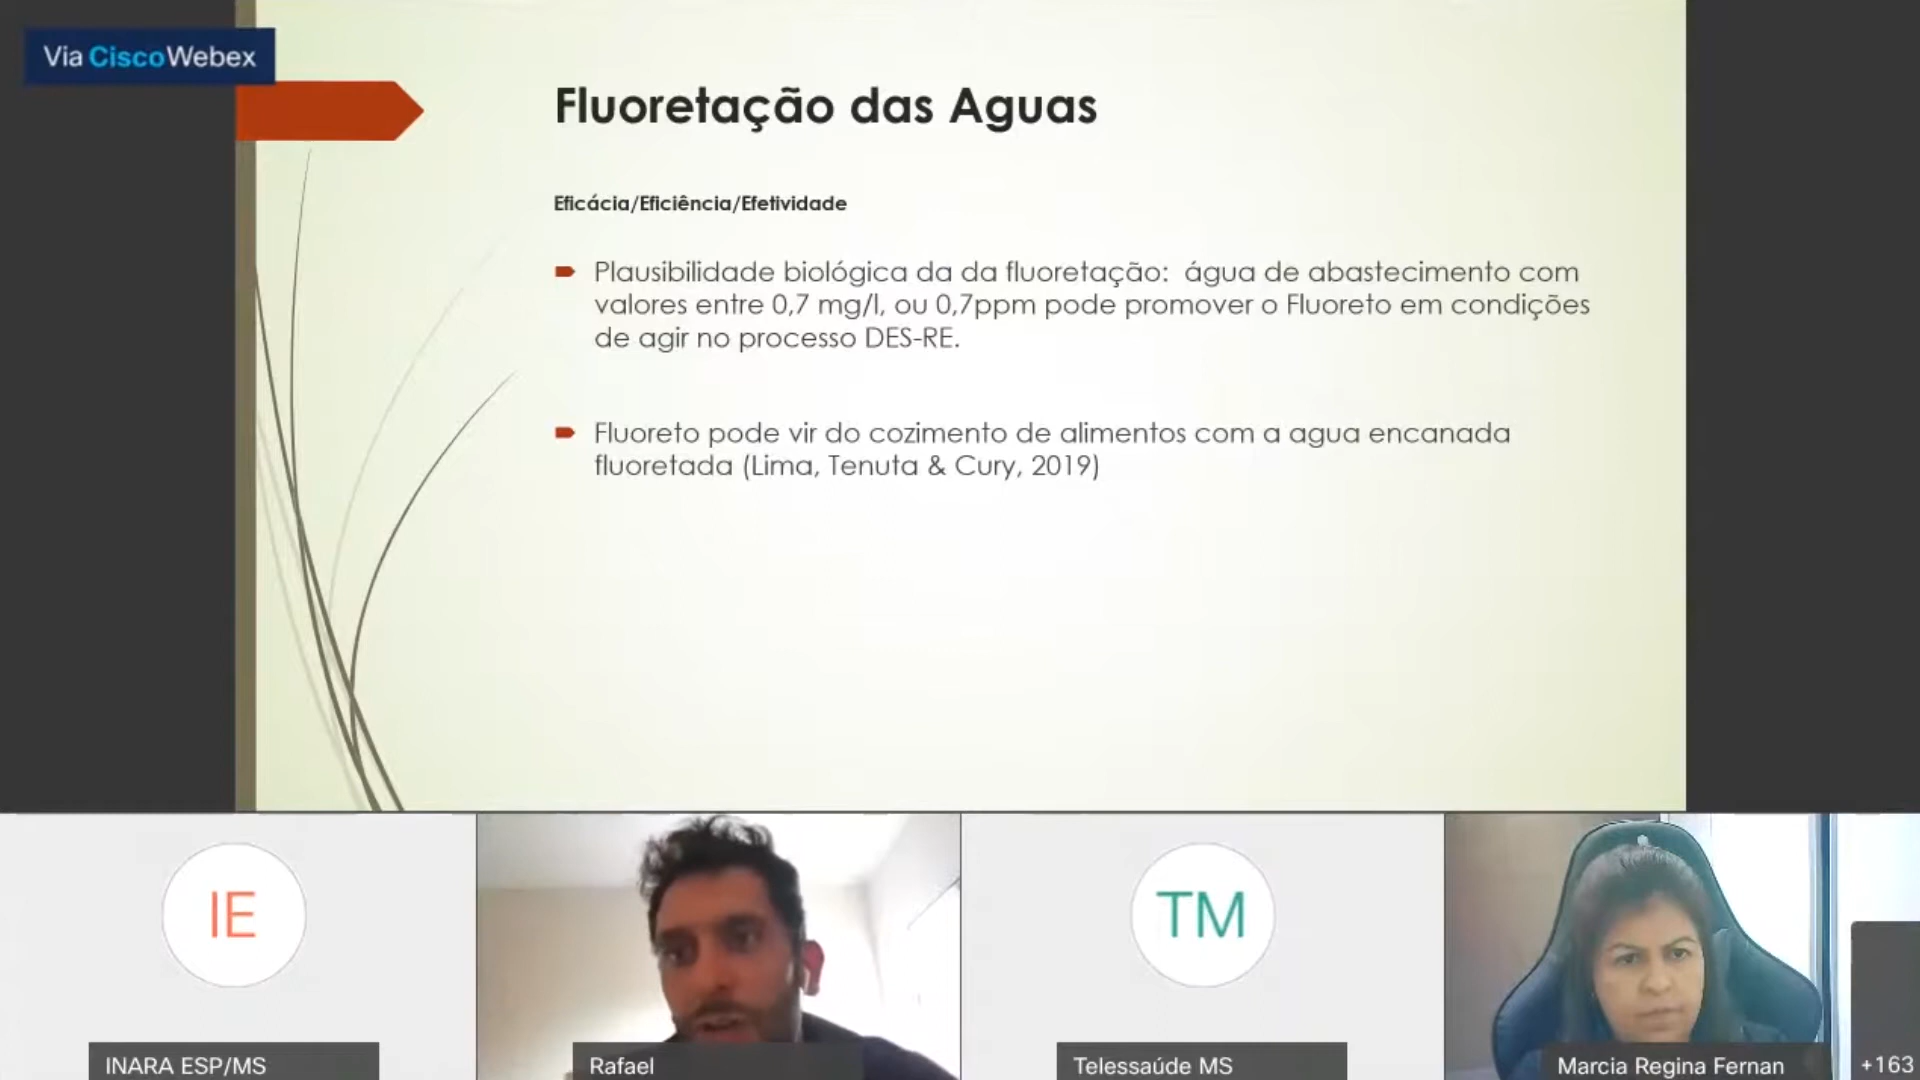 Via CiscoWebex
Fluoretação das Aguas
Eficácia/Eficiência/Efetividade
Plausibilidade biológica da da fluoretação: água de abastecimento com
valores entre 0,7 mg/l, ou 0,7ppm pode promover o Fluoreto em condições
de agir no processo DES-RE.
Fluoreto pode vir do cozimento de alimentos com a agua encanada
fluoretada (Lima, Tenuta & Cury, 2019)
IE
TM
INARA ESP/MS
Rafael
Telessaúde MS
Marcia Regina Fernan
+163